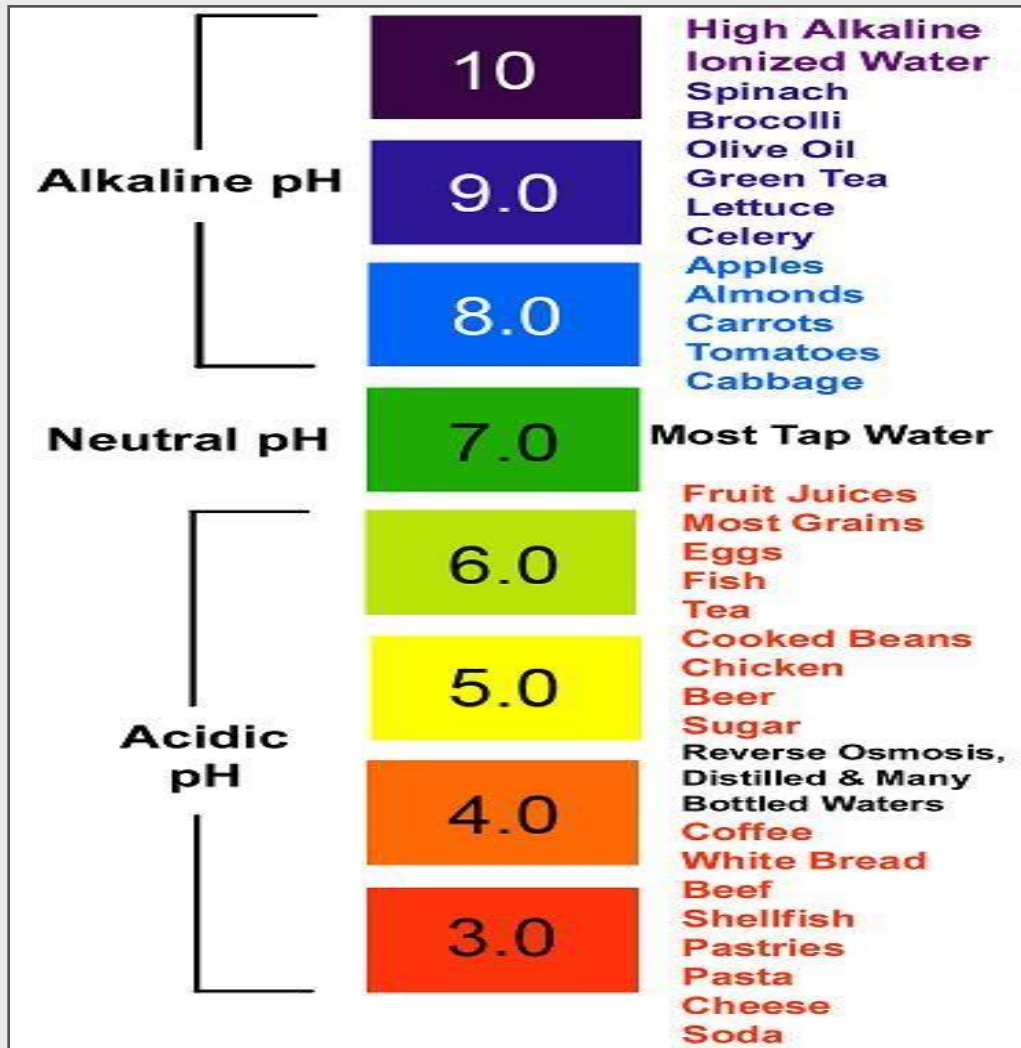 10
High Alkaline
Ionized Water
Spinach
Brocolli
Olive Oil
Alkaline pH
9.0
Green Tea
Lettuce
Celery
Apples
8.0
Almonds
Carrots
Tomatoes
Cabbage
Neutral pH
7.0
Most Tap Water
Fruit Juices
Most Grains
6.0
Eggs
Fish
Tea
Cooked Beans
5.0
Chicken
Beer
Sugar
Acidic
pH
Reverse Osmosis,
Distilled & Many
Bottled Waters
4.0
Coffee
White Bread
Beef
3.0
Shellfish
Pastries
Pasta
Cheese
Soda